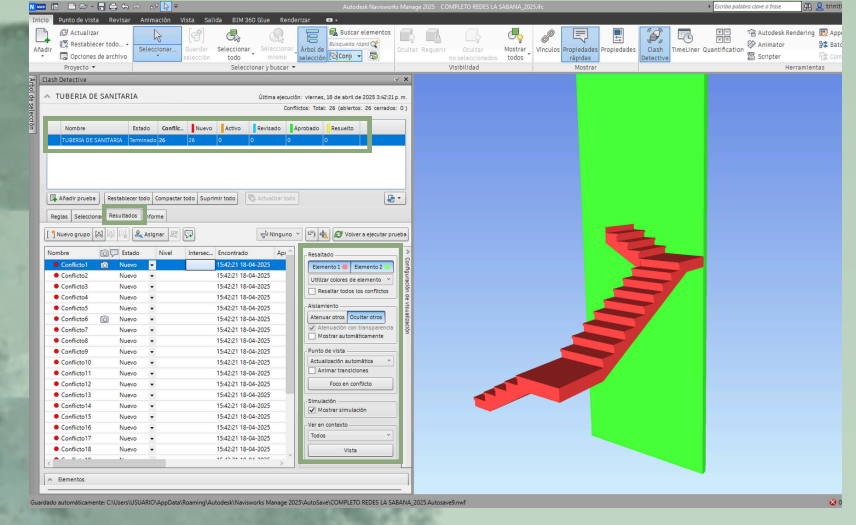 Autodesk Navisworks Manage 2025 COMPLETO REDES LA SABANA_2025.ifc
Escriba palabra clave o frase
Inicio Punto de vista Revisar Animación Vista Salida BIM 360 Glue Renderizar
Añadir
Actualizar
Restablecer todo...
Opciones de archivo
Seleccionar...
Guardar selección
Seleccionar todo
Seleccionar mismo
Árbol de selección
Buscar elementos
Búsqueda rápida
Conj
Ocultar Requerir
Ocultar no seleccionados
Mostrar todos
Vínculos
Propiedades rápidas
Propiedades
Clash Detective
TimeLiner
Quantification
Autodesk Rendering
Animator
Scripter
Proyecto
Seleccionar y buscar
Visibilidad
Mostrar
Herramientas
Árbol de selección
Clash Detective
TUBERIA DE SANITARIA
Última ejecución: viernes, 18 de abril de 2025 3:42:21 p. m.
Conflictos: Total: 26 (abiertos: 26 cerrados: 0)
Nombre Estado Conflic... Nuevo Activo Revisado Aprobado Resuelto
TUBERIA DE SANITARIA Terminado 26 26 0 0 0 0
Añadir prueba Restablecer todo Compactar todo Suprimir todo Actualizar todo
Reglas Seleccionar Resultados Informe
Nuevo grupo Asignar Ninguno Volver a ejecutar prueba
Nombre Estado Nivel Intersec... Encontrado
Conflicto1 Nuevo 15:42:21 18-04-2025
Conflicto2 Nuevo 15:42:21 18-04-2025
Conflicto3 Nuevo 15:42:21 18-04-2025
Conflicto4 Nuevo 15:42:21 18-04-2025
Conflicto5 Nuevo 15:42:21 18-04-2025
Conflicto6 Nuevo 15:42:21 18-04-2025
Conflicto7 Nuevo 15:42:21 18-04-2025
Conflicto8 Nuevo 15:42:21 18-04-2025
Conflicto9 Nuevo 15:42:21 18-04-2025
Conflicto10 Nuevo 15:42:21 18-04-2025
Conflicto11 Nuevo 15:42:21 18-04-2025
Conflicto12 Nuevo 15:42:21 18-04-2025
Conflicto13 Nuevo 15:42:21 18-04-2025
Conflicto14 Nuevo 15:42:21 18-04-2025
Conflicto15 Nuevo 15:42:21 18-04-2025
Conflicto16 Nuevo 15:42:21 18-04-2025
Conflicto17 Nuevo 15:42:21 18-04-2025
Conflicto18 Nuevo 15:42:21 18-04-2025
Resaltado
Elemento 1 Elemento 2
Utilizar colores de elemento
Resaltar todos los conflictos
Aislamiento
Atenuar otros Ocultar otros
Atenuación con transparencia
Mostrar automáticamente
Punto de vista
Actualización automática
Animar transiciones
Foco en conflicto
Simulación
Mostrar simulación
Ver en contexto
Todos
Vista
Configuración de visualización
Elementos
Guardado automáticamente: C:\Users\USUARIO\AppData\Roaming\Autodesk\Navisworks Manage 2025\AutoSave\COMPLETO REDES LA SABANA_2025.Autosave9.nwf